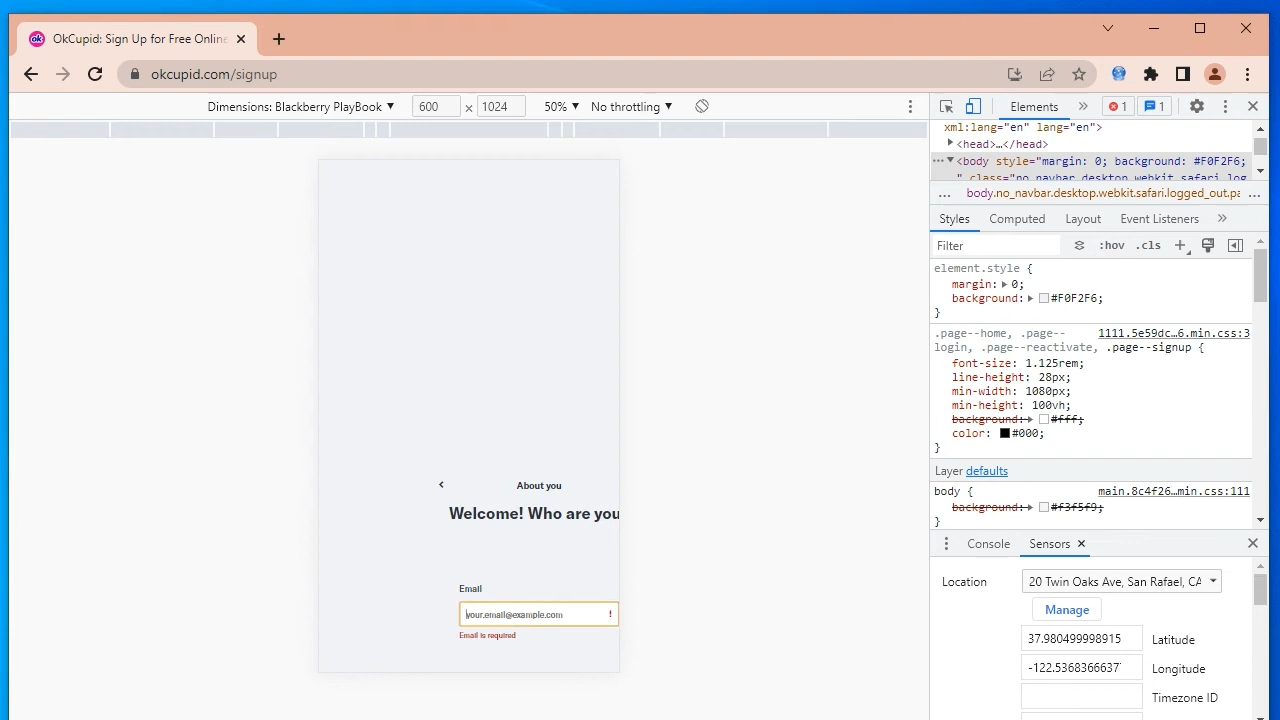 OkCupid: Sign Up for Free Online
okcupid.com/signup
Dimensions: Blackberry PlayBook 600 × 1024 50% No throttling
Elements 1 1
xml:lang="en" lang="en">
<head>…</head>
<body style="margin: 0; background: #F0F2F6;
" class="no_navbar desktop webkit safari log
body.no_navbar.desktop.webkit.safari.logged_out.pa
Styles Computed Layout Event Listeners
Filter :hov .cls
element.style {
margin: 0;
background: #F0F2F6;
}
.page--home, .page-- 1111.5e59dc…6.min.css:3
login, .page--reactivate, .page--signup {
font-size: 1.125rem;
line-height: 28px;
min-width: 1080px;
min-height: 100vh;
background: #fff;
color: #000;
}
Layer defaults
body { main.8c4f26…min.css:111
background: #f3f5f9;
}
Console Sensors
Location 20 Twin Oaks Ave, San Rafael, CA
Manage
37.980499998915 Latitude
-122.5368366637 Longitude
Timezone ID
About you
Welcome! Who are you
Email
your.email@example.com !
Email is required